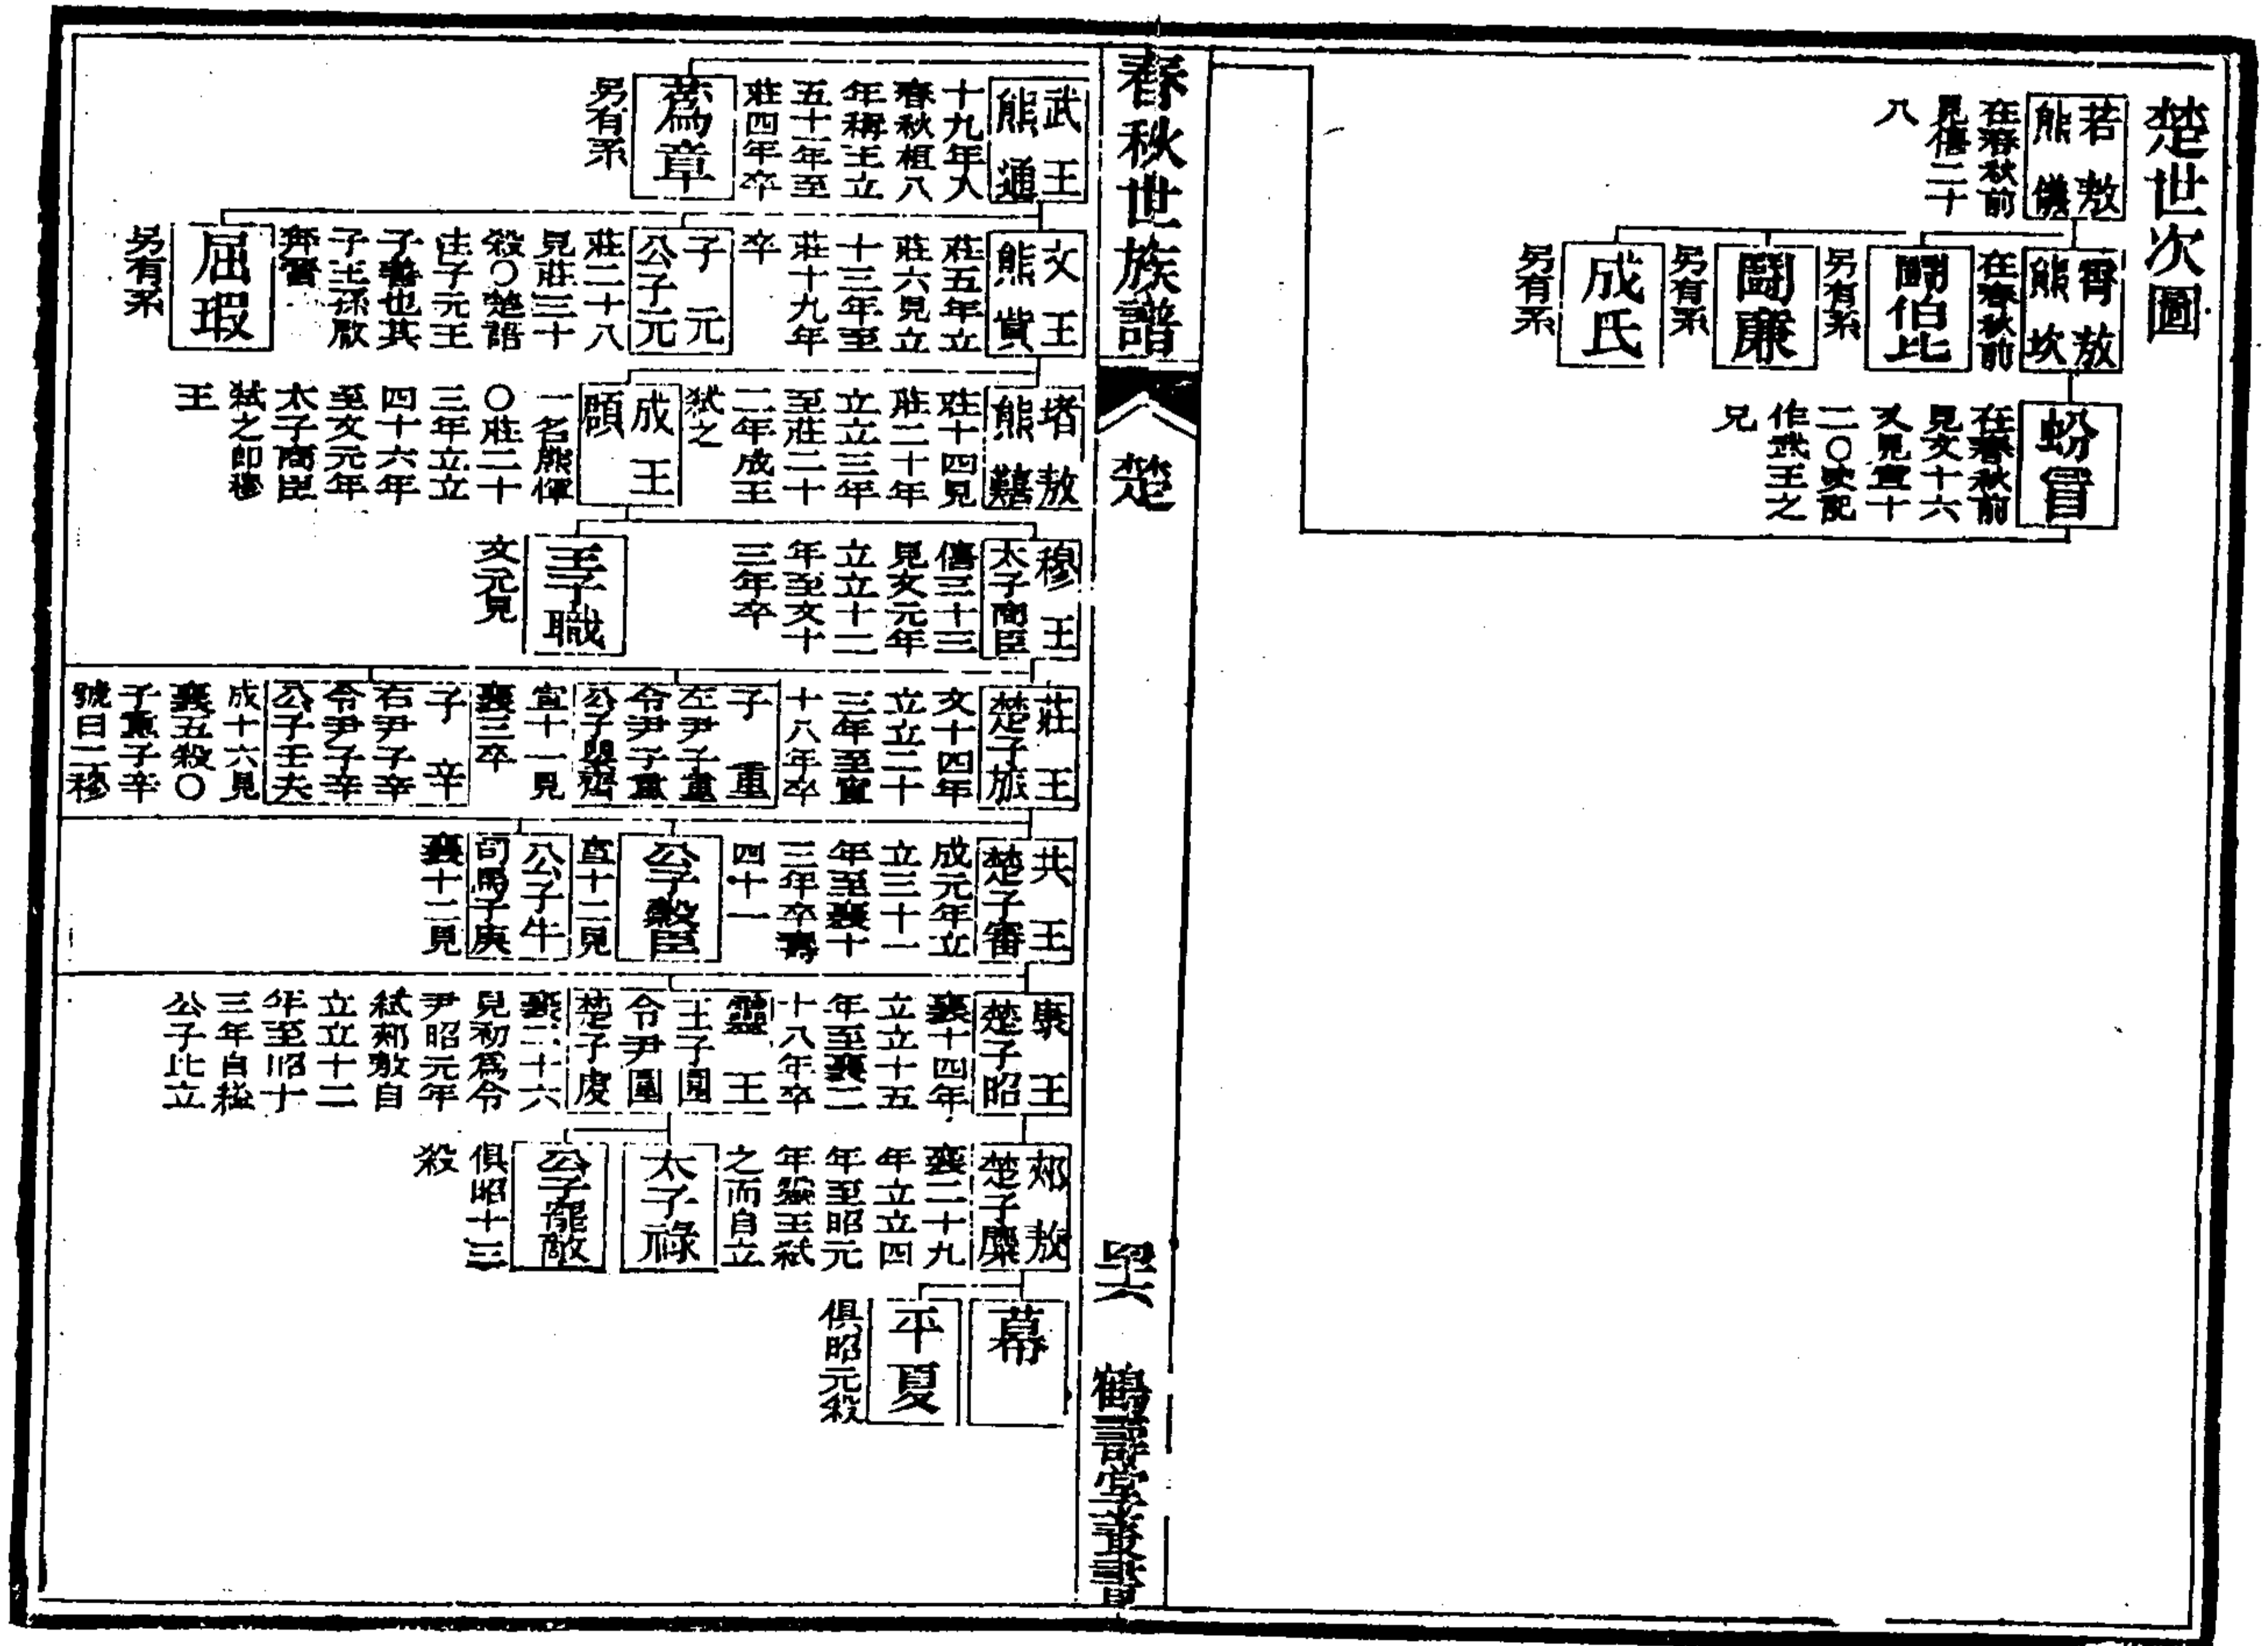 楚世次圖
若敖
熊儀
在春秋前
見僖二十
八
霄敖
熊坎
在春秋前
鬬伯比
另有系
鬬廉
另有系
成氏
另有系
蚡冒
在春秋前
見文十六
又見宣十
二〇史記
作武王之
兄
春秋世族譜
楚
四六
鶴壽堂叢書
武王
熊通
十九年入
春秋桓八
年稱王立
五十一年至
莊四年卒
蒍章
另有系
文王
熊貲
莊五年立
莊六見立
十三年至
莊十九年
卒
子元
公子元
莊二十八
見莊三十
殺〇楚語
注子元王
子善也其
子王孫啟
奔晉
屈瑕
另有系
堵敖
熊囏
莊十四見
莊二十年
立立三年
至莊二十
二年成王
弒之
成王
頵
一名熊惲
〇莊二十
三年立立
四十六年
至文元年
太子商臣
弒之卽穆
王
穆王
太子商臣
僖三十三
見文元年
立立十二
年至文十
三年卒
王子職
文元見
莊王
楚子旅
文十四年
立立二十
三年至宣
十八年卒
子重
左尹子重
令尹子重
公子嬰齊
宣十一見
襄三卒
子辛
右尹子辛
令尹子辛
公子壬夫
成十六見
襄五殺〇
子重子辛
號曰二穆
共王
楚子審
成元年立
立三十一
年至襄十
三年卒壽
四十一
公子穀臣
宣十二見
公子午
司馬子庚
襄十二見
康王
楚子昭
襄十四年
立立十五
年至襄二
十八年卒
靈王
王子圍
令尹圍
楚子虔
襄二十六
見初爲令
尹昭元年
弒郟敖自
立立十二
年至昭十
三年自縊
公子比立
郟敖
楚子麇
襄二十九
年立立四
年至昭元
年靈王弒
之而自立
太子祿
公子罷敵
俱昭十三
殺
幕
平夏
俱昭元殺